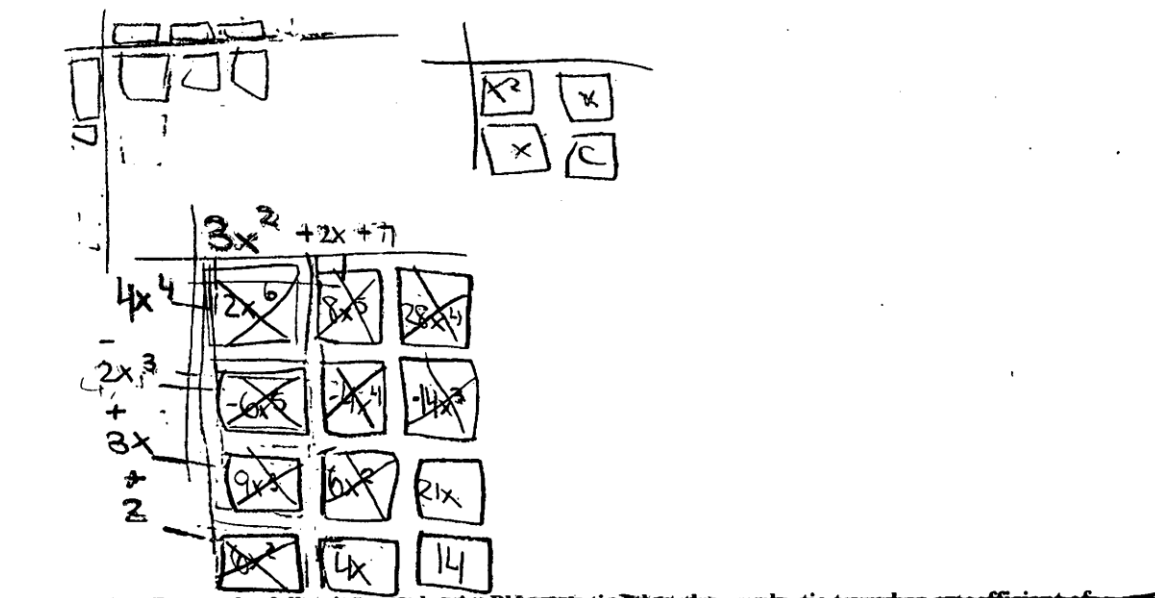 x² x
x C
3x² + 2x + 7
4x⁴ 2x⁶ 8x⁵ 28x⁴
- 2x³ -6x⁵ -4x⁴ -14x³
+
3x 9x³ 6x² 21x
+
2 6x² 4x 14